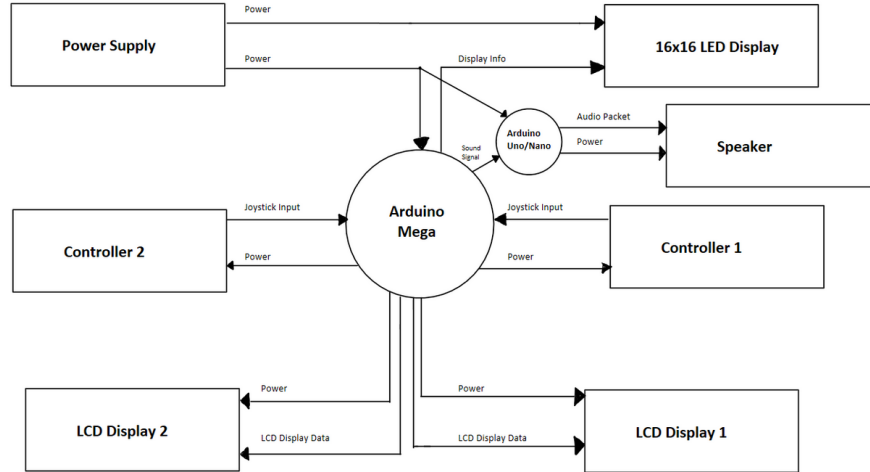 Power
Power Supply
16x16 LED Display
Power
Display Info
Audio Packet
Arduino
Uno/Nano
Sound
Signal
Power
Speaker
Joystick Input
Arduino
Mega
Joystick Input
Controller 2
Controller 1
Power
Power
Power
Power
LCD Display 2
LCD Display 1
LCD Display Data
LCD Display Data